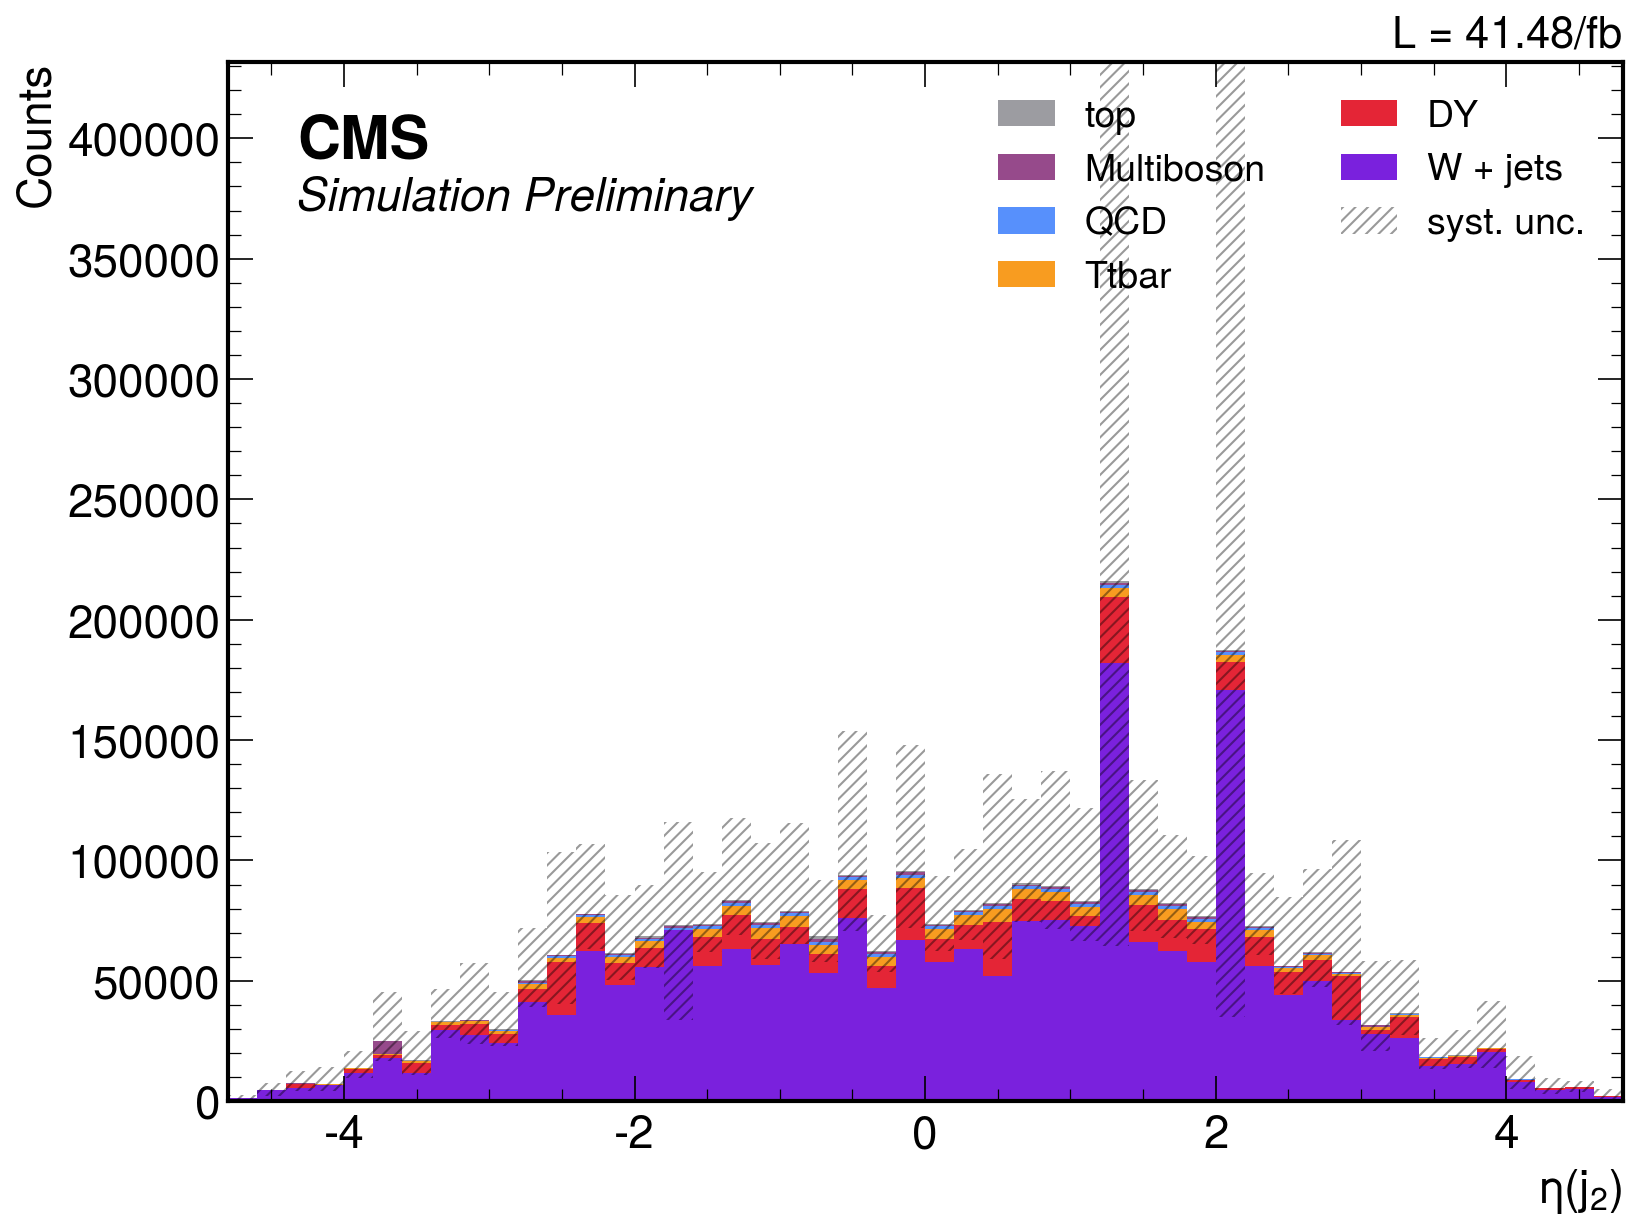 L = 41.48/fb
Counts
CMS
Simulation Preliminary
top
Multiboson
QCD
Ttbar
DY
W + jets
syst. unc.
400000
350000
300000
250000
200000
150000
100000
50000
0
-4 -2 0 2 4
η(j₂)